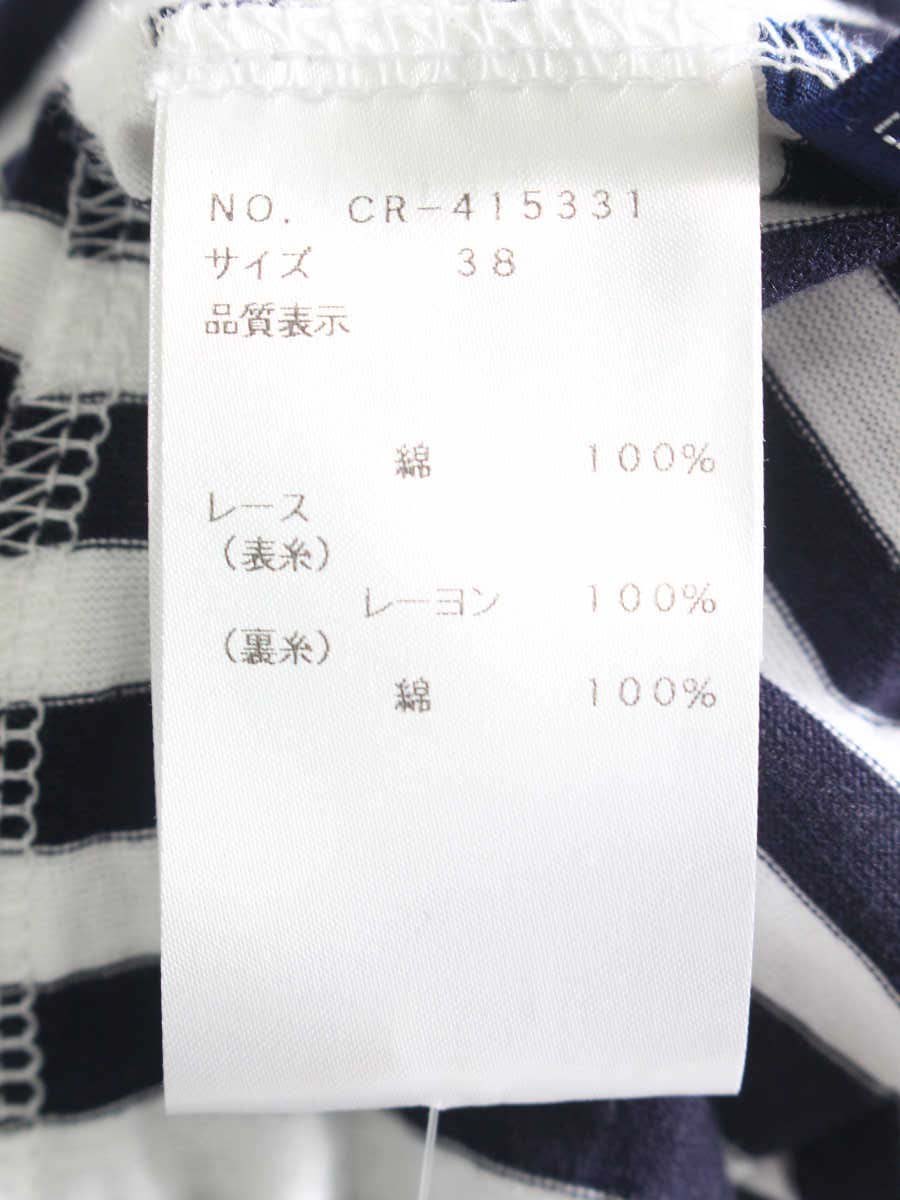 NO. CR-415331
サイズ 38
品質表示
綿 100%
レース
(表糸)
レーヨン 100%
(裏糸)
綿 100%